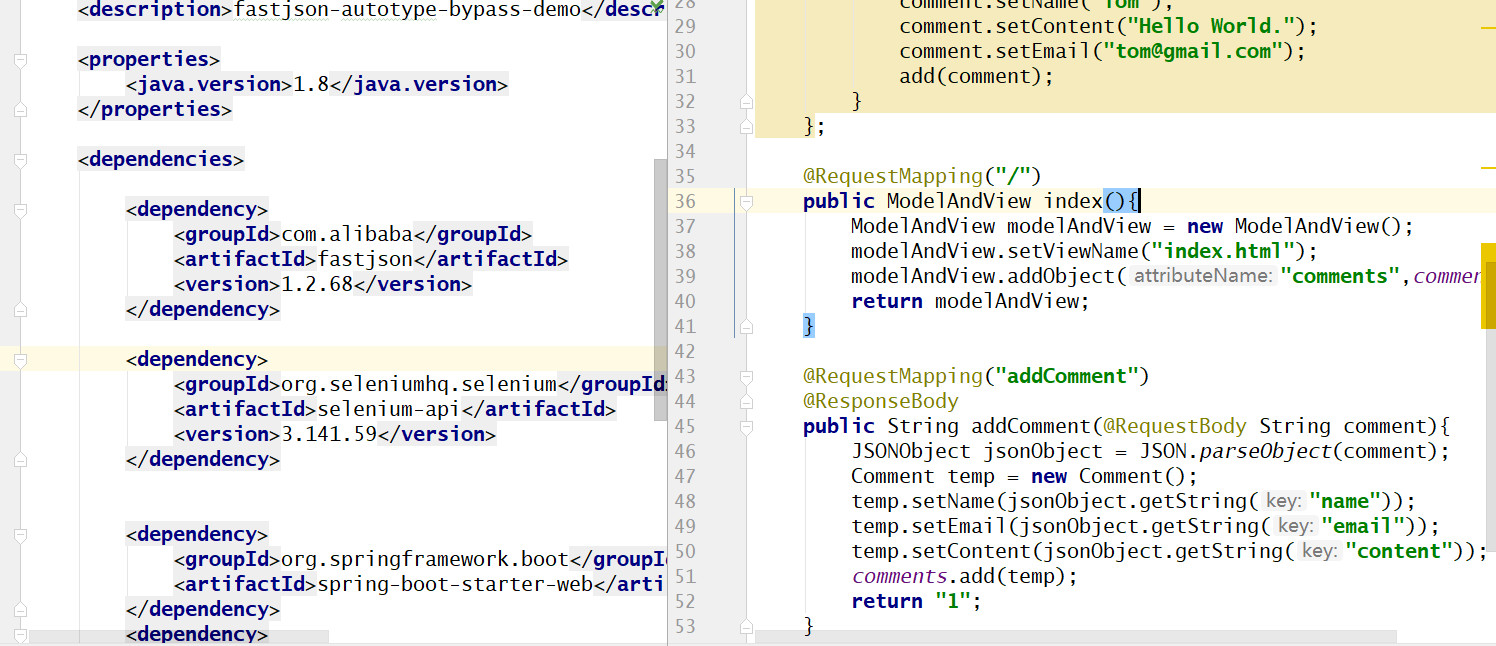 <description>fastjson-autotype-bypass-demo</descr
<properties>
<java.version>1.8</java.version>
</properties>
<dependencies>
<dependency>
<groupId>com.alibaba</groupId>
<artifactId>fastjson</artifactId>
<version>1.2.68</version>
</dependency>
<dependency>
<groupId>org.seleniumhq.selenium</groupId>
<artifactId>selenium-api</artifactId>
<version>3.141.59</version>
</dependency>
<dependency>
<groupId>org.springframework.boot</groupId
<artifactId>spring-boot-starter-web</arti
</dependency>
<dependency>
28 comment.setName("Tom");
29 comment.setContent("Hello World.");
30 comment.setEmail("tom@gmail.com");
31 add(comment);
32 }
33 };
34
35 @RequestMapping("/")
36 public ModelAndView index(){
37 ModelAndView modelAndView = new ModelAndView();
38 modelAndView.setViewName("index.html");
39 modelAndView.addObject( attributeName: "comments",commen
40 return modelAndView;
41 }
42
43 @RequestMapping("addComment")
44 @ResponseBody
45 public String addComment(@RequestBody String comment){
46 JSONObject jsonObject = JSON.parseObject(comment);
47 Comment temp = new Comment();
48 temp.setName(jsonObject.getString( key: "name"));
49 temp.setEmail(jsonObject.getString( key: "email"));
50 temp.setContent(jsonObject.getString( key: "content"));
51 comments.add(temp);
52 return "1";
53 }